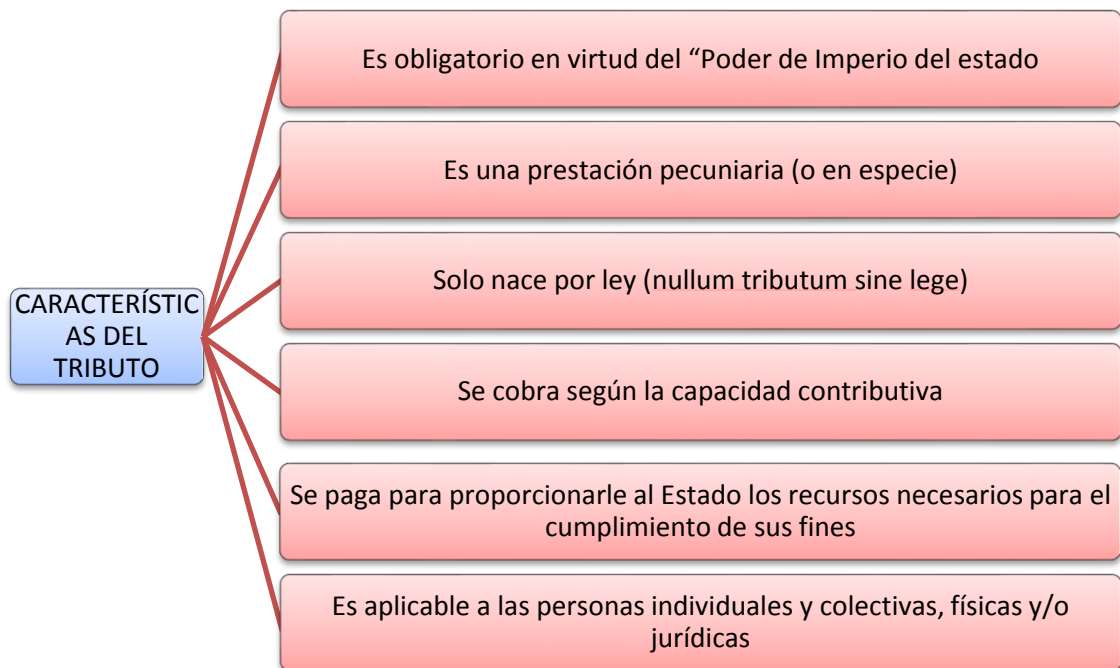 CARACTERÍSTIC
AS DEL
TRIBUTO
Es obligatorio en virtud del “Poder de Imperio del estado
Es una prestación pecuniaria (o en especie)
Solo nace por ley (nullum tributum sine lege)
Se cobra según la capacidad contributiva
Se paga para proporcionarle al Estado los recursos necesarios para el
cumplimiento de sus fines
Es aplicable a las personas individuales y colectivas, físicas y/o
jurídicas